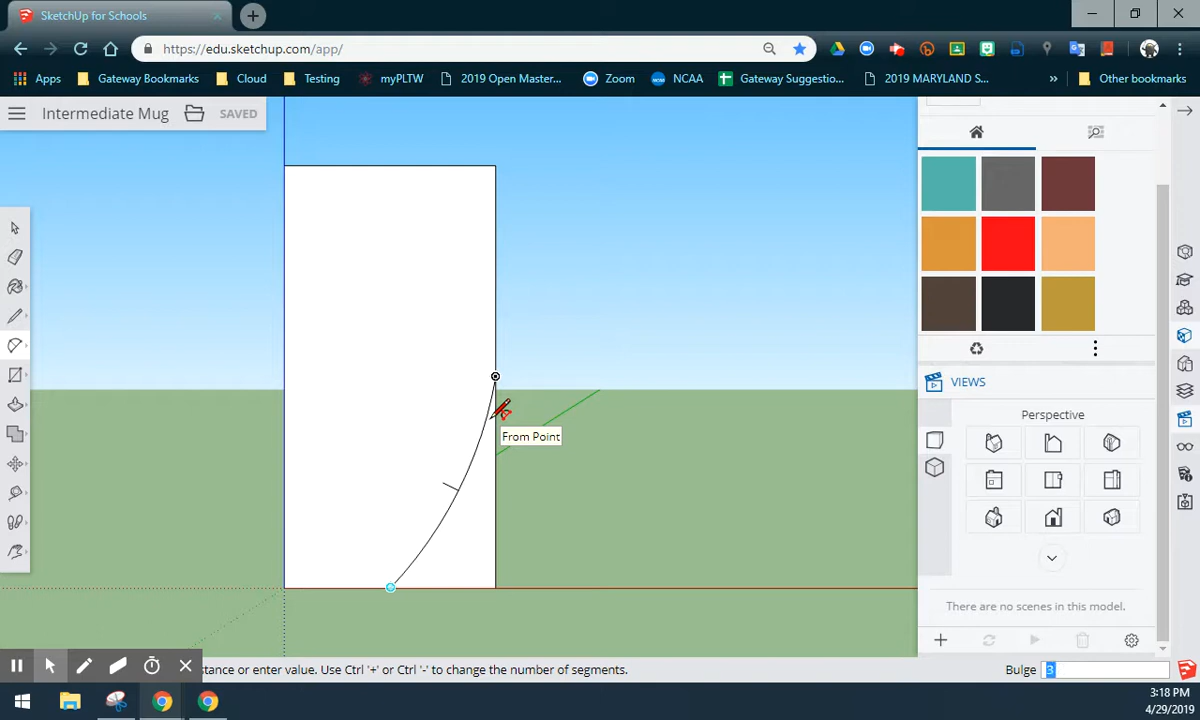 SketchUp for Schools
https://edu.sketchup.com/app/
Apps
Gateway Bookmarks
Cloud
Testing
myPLTW
2019 Open Master...
Zoom
NCAA
Gateway Suggestio...
2019 MARYLAND S...
»
Other bookmarks
Intermediate Mug
SAVED
From Point
VIEWS
Perspective
There are no scenes in this model.
stance or enter value. Use Ctrl '+' or Ctrl '-' to change the number of segments.
Bulge
3
3:18 PM
4/29/2019